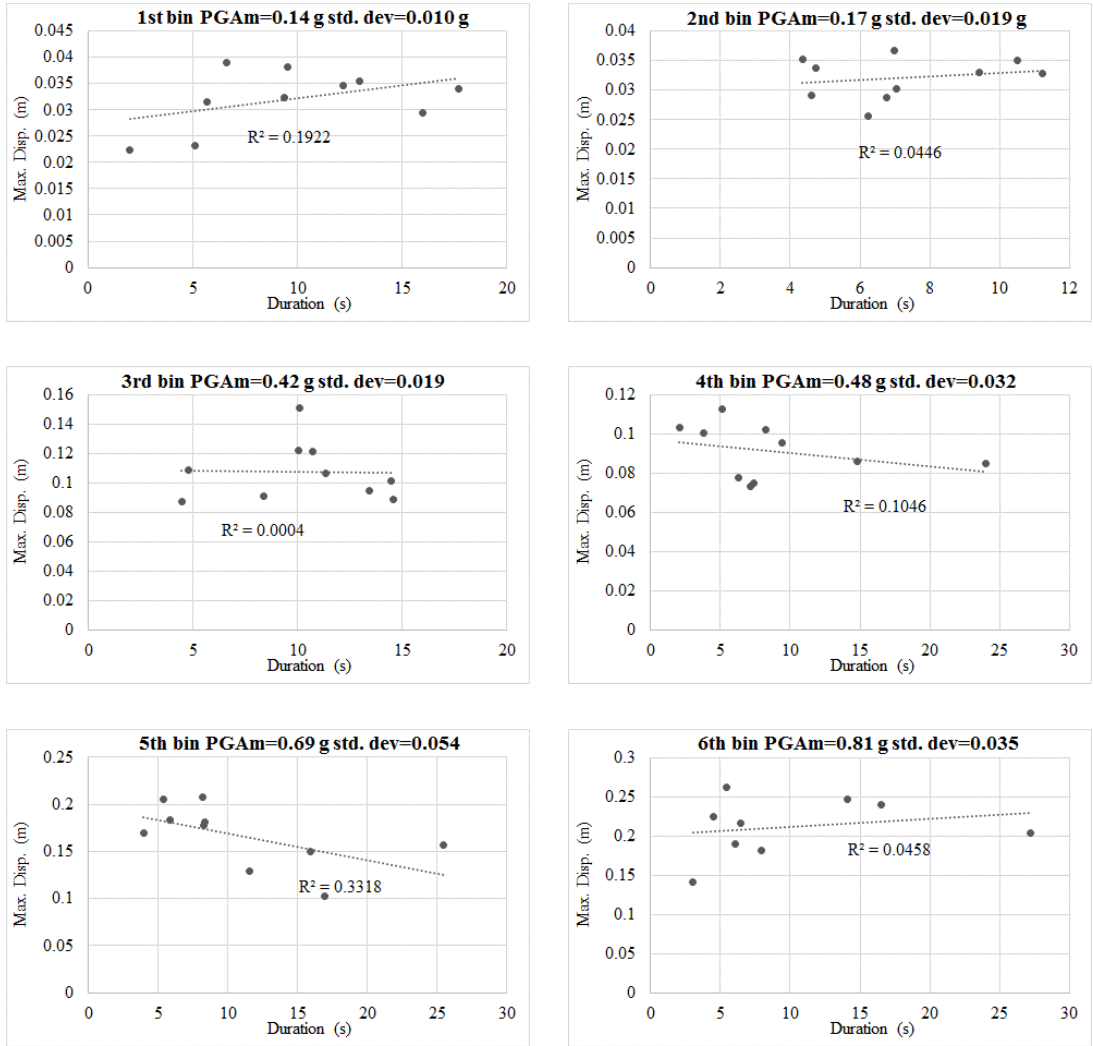 1st bin PGAm=0.14 g std. dev=0.010 g
0.045
0.04
0.035
0.03
0.025
0.02
0.015
0.01
0.005
0
Max. Disp. (m)
R² = 0.1922
0 5 10 15 20
Duration (s)
2nd bin PGAm=0.17 g std. dev=0.019 g
0.04
0.035
0.03
0.025
0.02
0.015
0.01
0.005
0
Max. Disp. (m)
R² = 0.0446
0 2 4 6 8 10 12
Duration (s)
3rd bin PGAm=0.42 g std. dev=0.019
0.16
0.14
0.12
0.1
0.08
0.06
0.04
0.02
0
Max. Disp. (m)
R² = 0.0004
0 5 10 15 20
Duration (s)
4th bin PGAm=0.48 g std. dev=0.032
0.12
0.1
0.08
0.06
0.04
0.02
0
Max. Disp. (m)
R² = 0.1046
0 5 10 15 20 25 30
Duration (s)
5th bin PGAm=0.69 g std. dev=0.054
0.25
0.2
0.15
0.1
0.05
0
Max. Disp. (m)
R² = 0.3318
0 5 10 15 20 25 30
Duration (s)
6th bin PGAm=0.81 g std. dev=0.035
0.3
0.25
0.2
0.15
0.1
0.05
0
Max. Disp. (m)
R² = 0.0458
0 5 10 15 20 25 30
Duration (s)